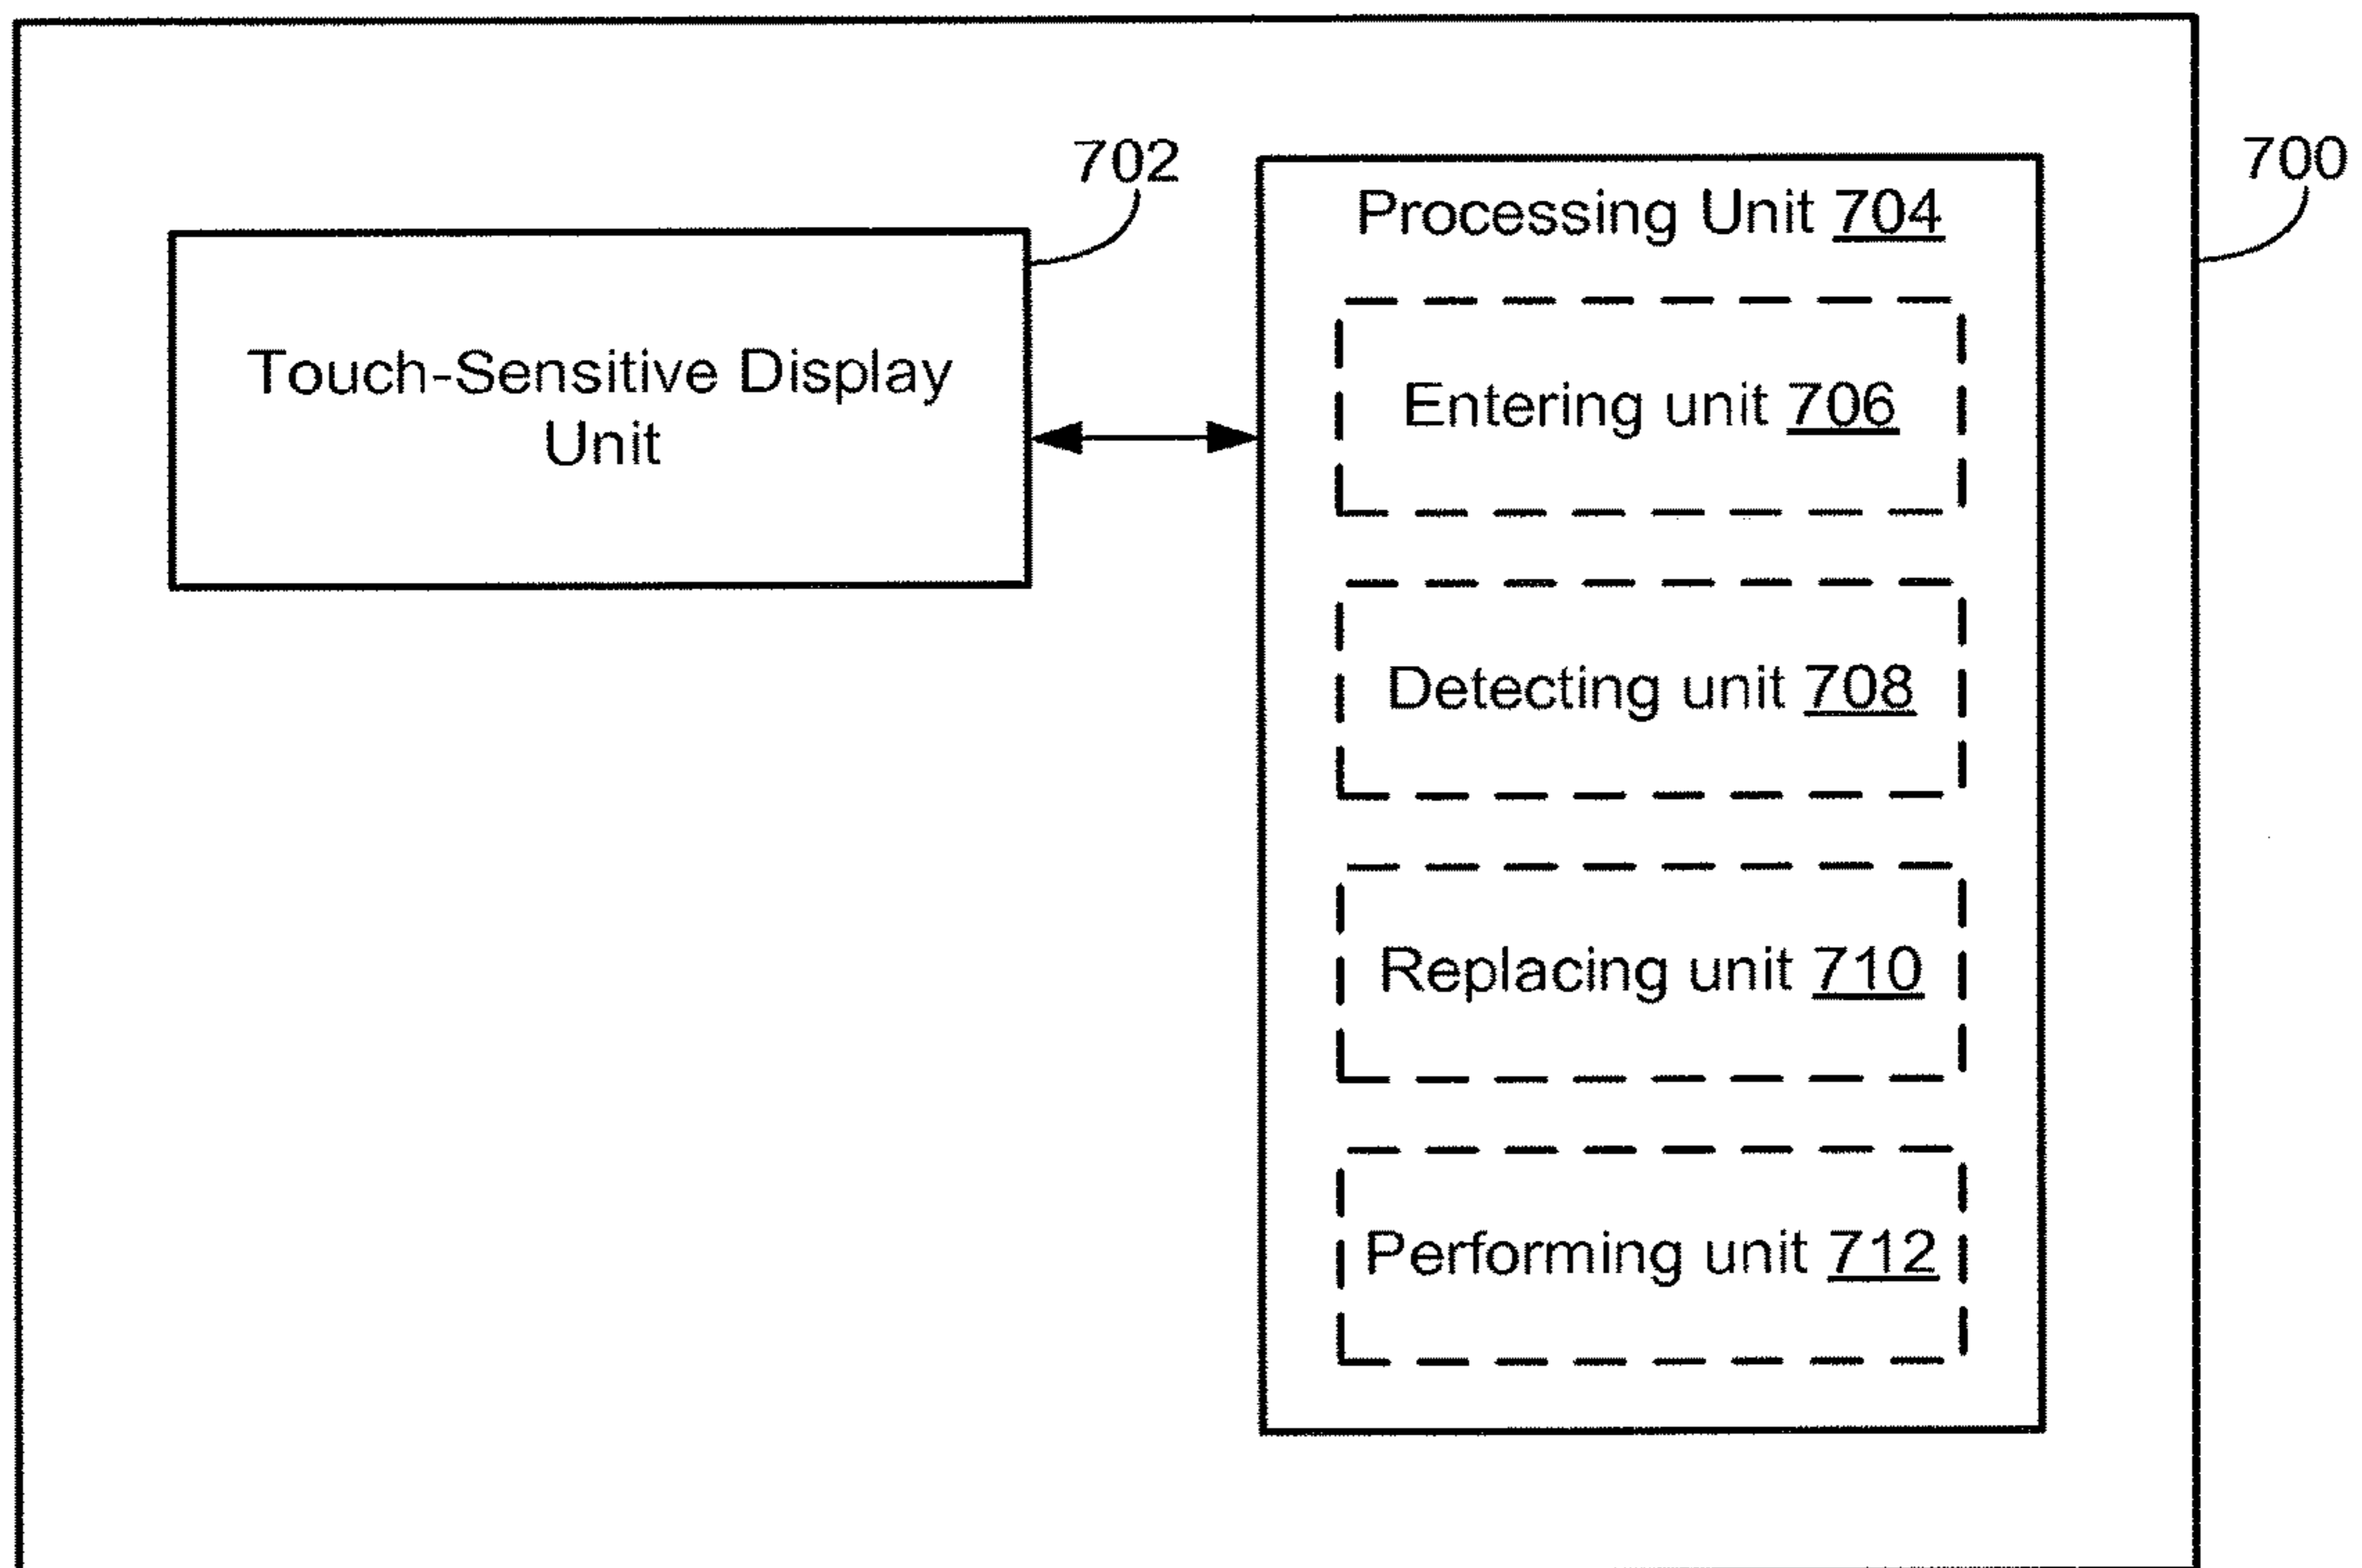 702
700
Processing Unit 704
Touch-Sensitive Display
Unit
Entering unit 706
Detecting unit 708
Replacing unit 710
Performing unit 712